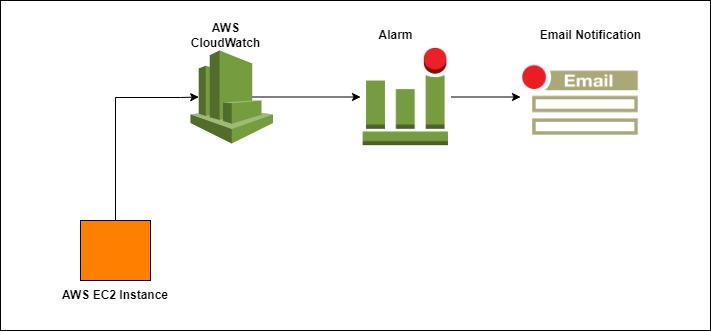 AWS
CloudWatch
Alarm
Email Notification
Email
AWS EC2 Instance